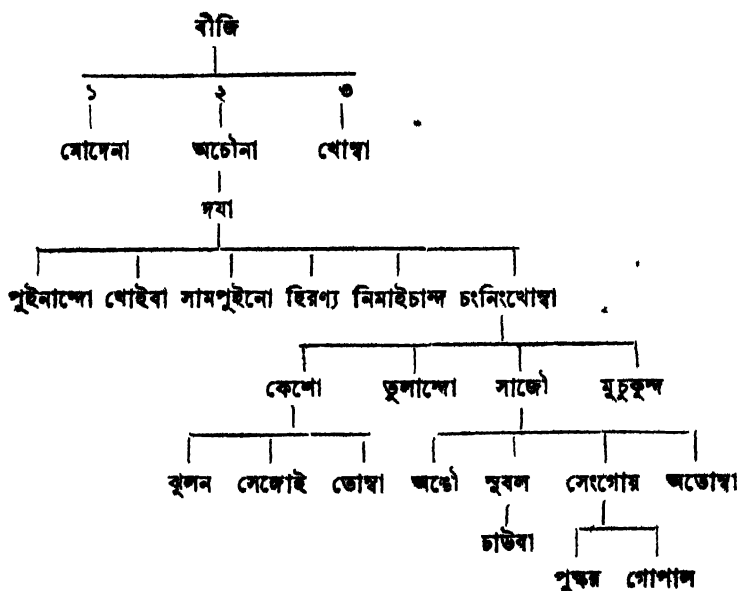 বীজি
১ ২ ৩
মোদেনা অচৌনা খোম্বা
দয়া
পুইনান্দো থোইবা সামপুইনো হিরণ্য নিমাইচান্দ চংনিংখোম্বা
কেশো তুলান্দো সাজৌ মুচুকুন্দ
ঝুলন সেঙ্গোই তোম্বা অঙৌ সুবল সেংগোয় অতোম্বা
চাউবা
পুষ্কর গোপাল